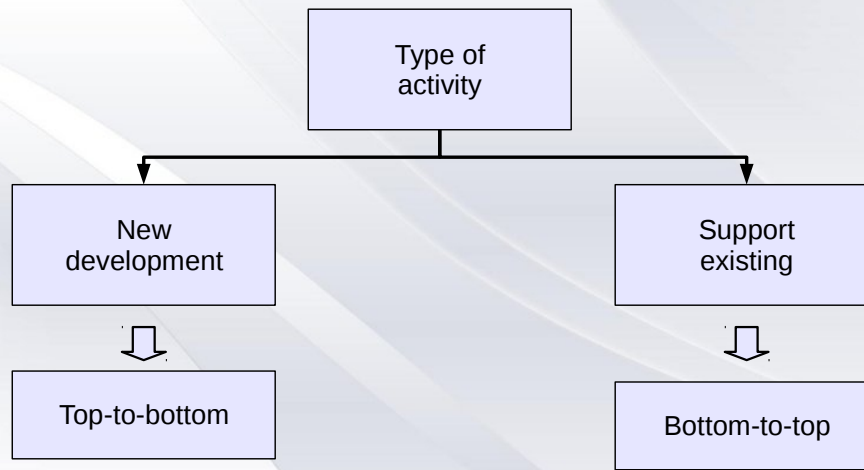 Type of
activity
New
development
Support
existing
Top-to-bottom
Bottom-to-top